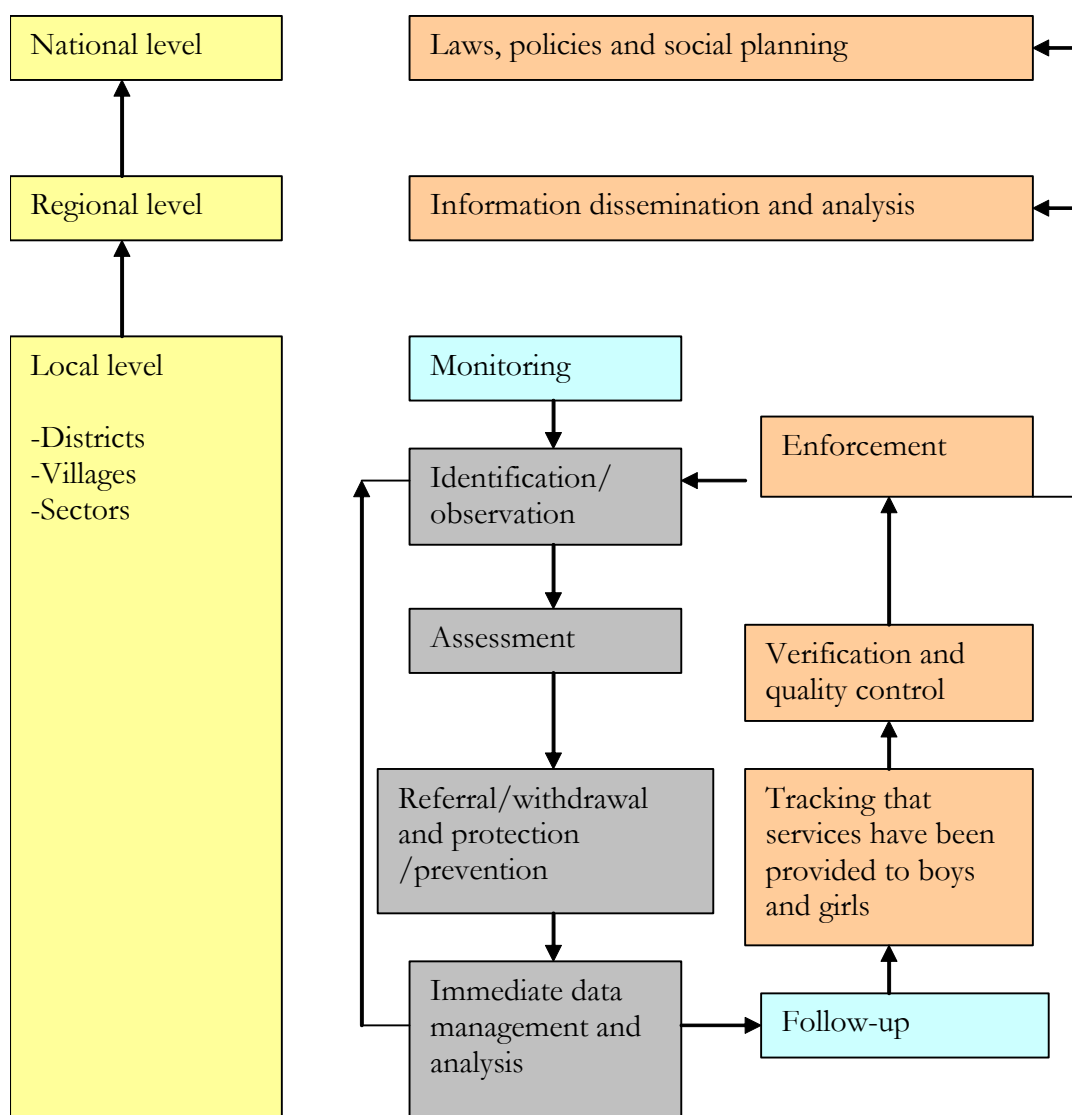 National level
Laws, policies and social planning
Regional level
Information dissemination and analysis
Local level
-Districts
-Villages
-Sectors
Monitoring
Identification/
observation
Enforcement
Assessment
Verification and
quality control
Referral/withdrawal
and protection
/prevention
Tracking that
services have been
provided to boys
and girls
Immediate data
management and
analysis
Follow-up